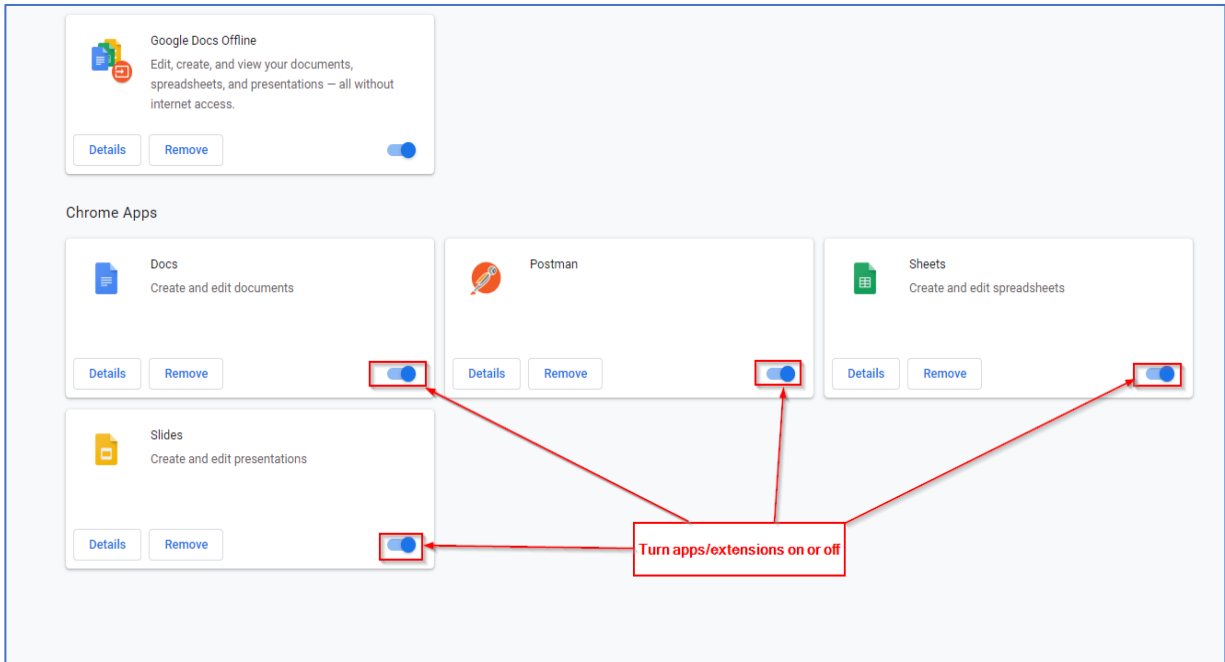 Google Docs Offline
Edit, create, and view your documents,
spreadsheets, and presentations — all without
internet access.
Details
Remove
Chrome Apps
Docs
Create and edit documents
Details
Remove
Postman
Details
Remove
Sheets
Create and edit spreadsheets
Details
Remove
Slides
Create and edit presentations
Details
Remove
Turn apps/extensions on or off